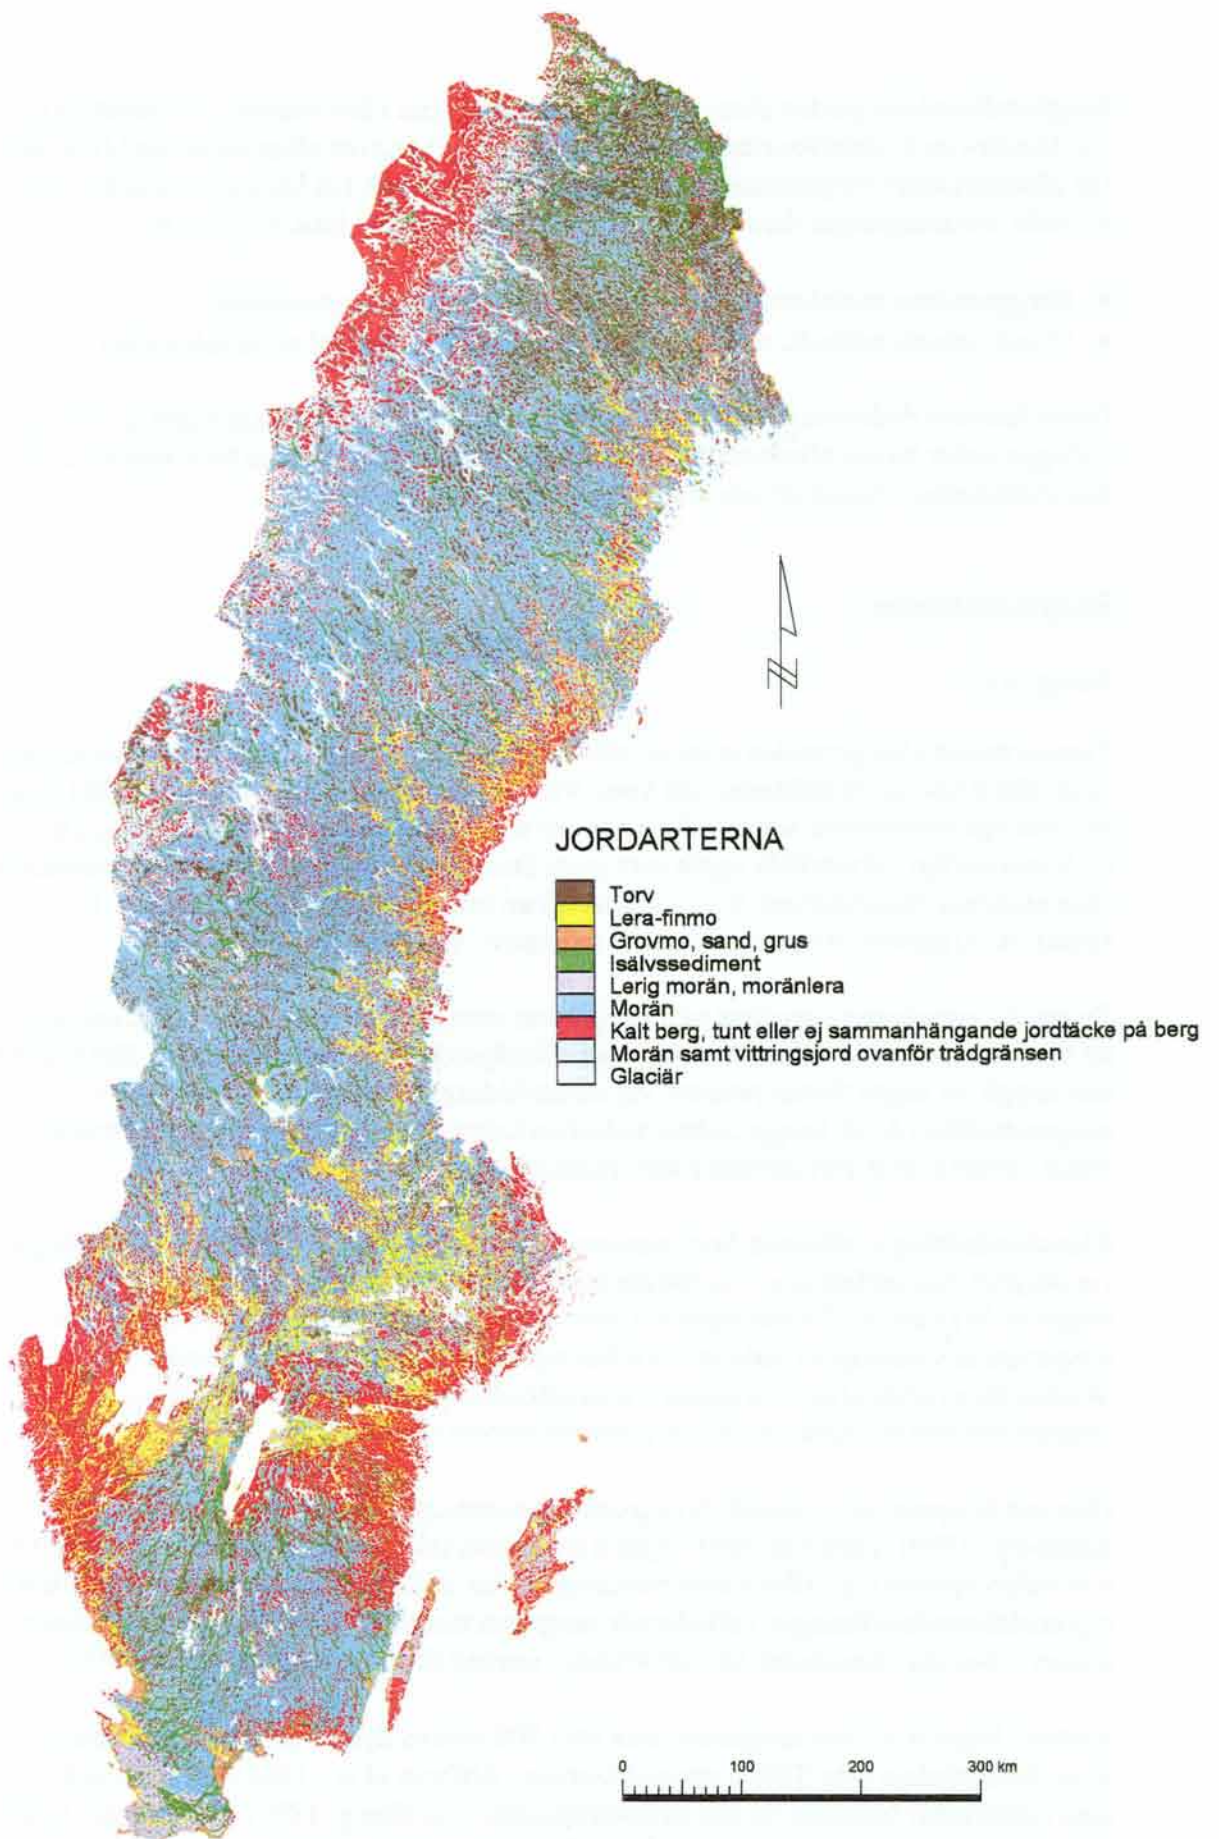 JORDARTERNA
Torv
Lera-finmo
Grovmo, sand, grus
Isälvssediment
Lerig morän, moränlera
Morän
Kalt berg, tunt eller ej sammanhängande jordtäcke på berg
Morän samt vittringsjord ovanför trädgränsen
Glaciär
N
0 100 200 300 km